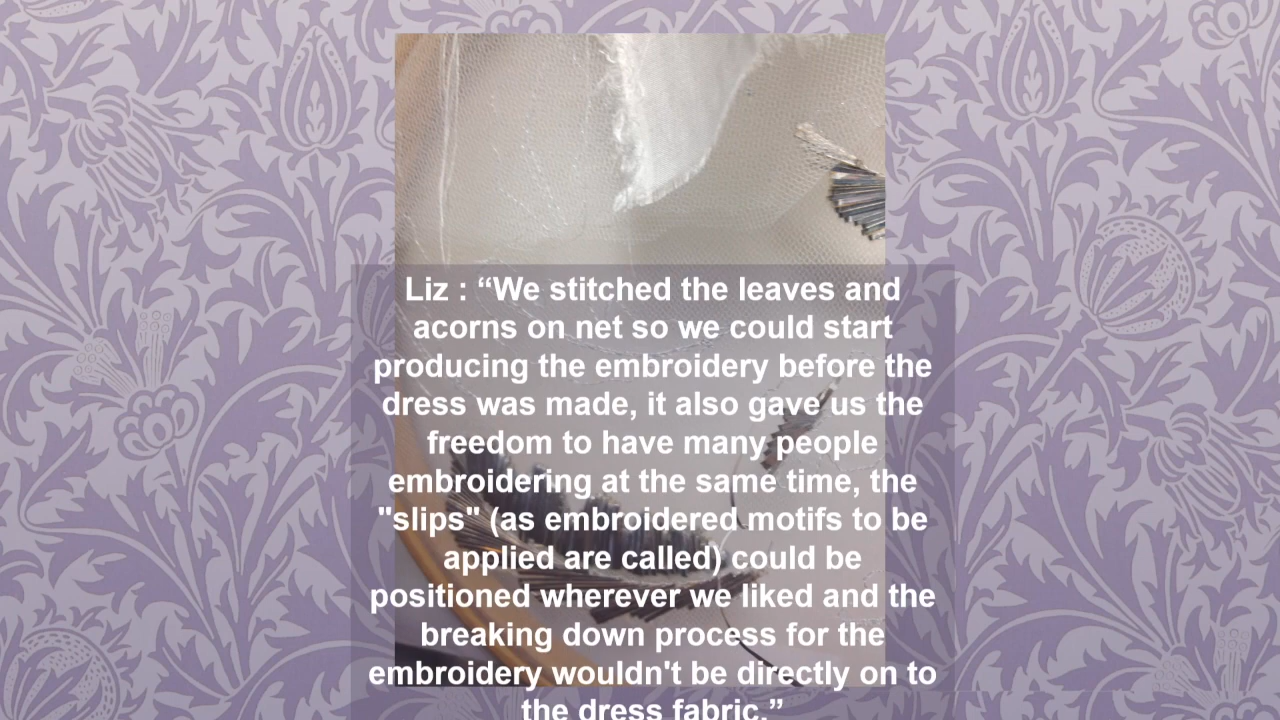 Liz : “We stitched the leaves and
acorns on net so we could start
producing the embroidery before the
dress was made, it also gave us the
freedom to have many people
embroidering at the same time, the
"slips" (as embroidered motifs to be
applied are called) could be
positioned wherever we liked and the
breaking down process for the
embroidery wouldn't be directly on to
the dress fabric.”